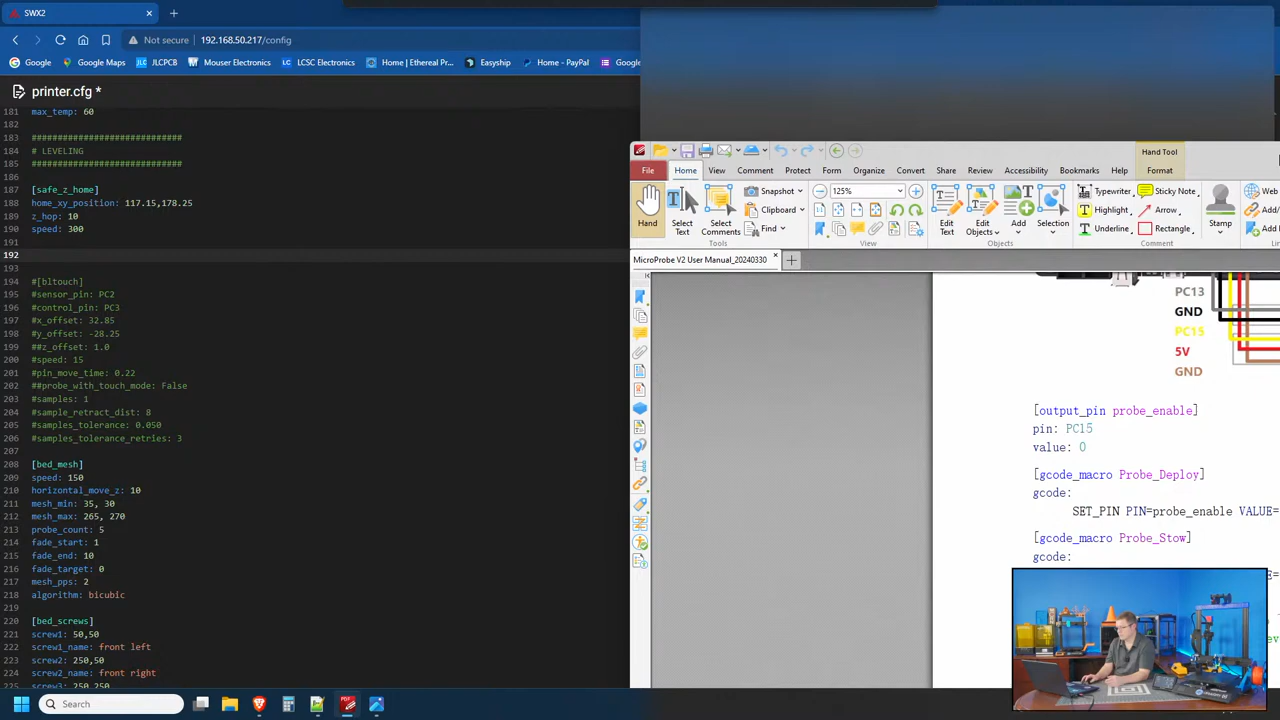 SWX2
Not secure
192.168.50.217/config
Google
Google Maps
JLCPCB
Mouser Electronics
LCSC Electronics
Home | Ethereal Pr...
Easyship
Home - PayPal
Google
printer.cfg *
181 max_temp: 60
182
183 #############################
184 # LEVELING
185 #############################
186
187 [safe_z_home]
188 home_xy_position: 117.15,178.25
189 z_hop: 10
190 speed: 300
191
192
193
194 #[bltouch]
195 #sensor_pin: PC2
196 #control_pin: PC3
197 #x_offset: 32.85
198 #y_offset: -28.25
199 ##z_offset: 1.0
200 #speed: 15
201 #pin_move_time: 0.22
202 ##probe_with_touch_mode: False
203 #samples: 1
204 #sample_retract_dist: 8
205 #samples_tolerance: 0.050
206 #samples_tolerance_retries: 3
207
208 [bed_mesh]
209 speed: 150
210 horizontal_move_z: 10
211 mesh_min: 35, 30
212 mesh_max: 265, 270
213 probe_count: 5
214 fade_start: 1
215 fade_end: 10
216 fade_target: 0
217 mesh_pps: 2
218 algorithm: bicubic
219
220 [bed_screws]
221 screw1: 50,50
222 screw1_name: front left
223 screw2: 250,50
224 screw2_name: front right
225 screw3: 250,250
Hand Tool
File
Home
View
Comment
Protect
Form
Organize
Convert
Share
Review
Accessibility
Bookmarks
Help
Format
Hand
Select Text
Select Comments
Snapshot
Clipboard
Find
Tools
125%
View
Edit Text
Edit Objects
Add
Selection
Objects
Typewriter
Highlight
Underline
Sticky Note
Arrow
Rectangle
Comment
Stamp
Web
Add
Add
MicroProbe V2 User Manual_20240330
PC13
GND
PC15
5V
GND
[output_pin probe_enable]
pin: PC15
value: 0
[gcode_macro Probe_Deploy]
gcode:
SET_PIN PIN=probe_enable VALUE=
[gcode_macro Probe_Stow]
gcode:
Search